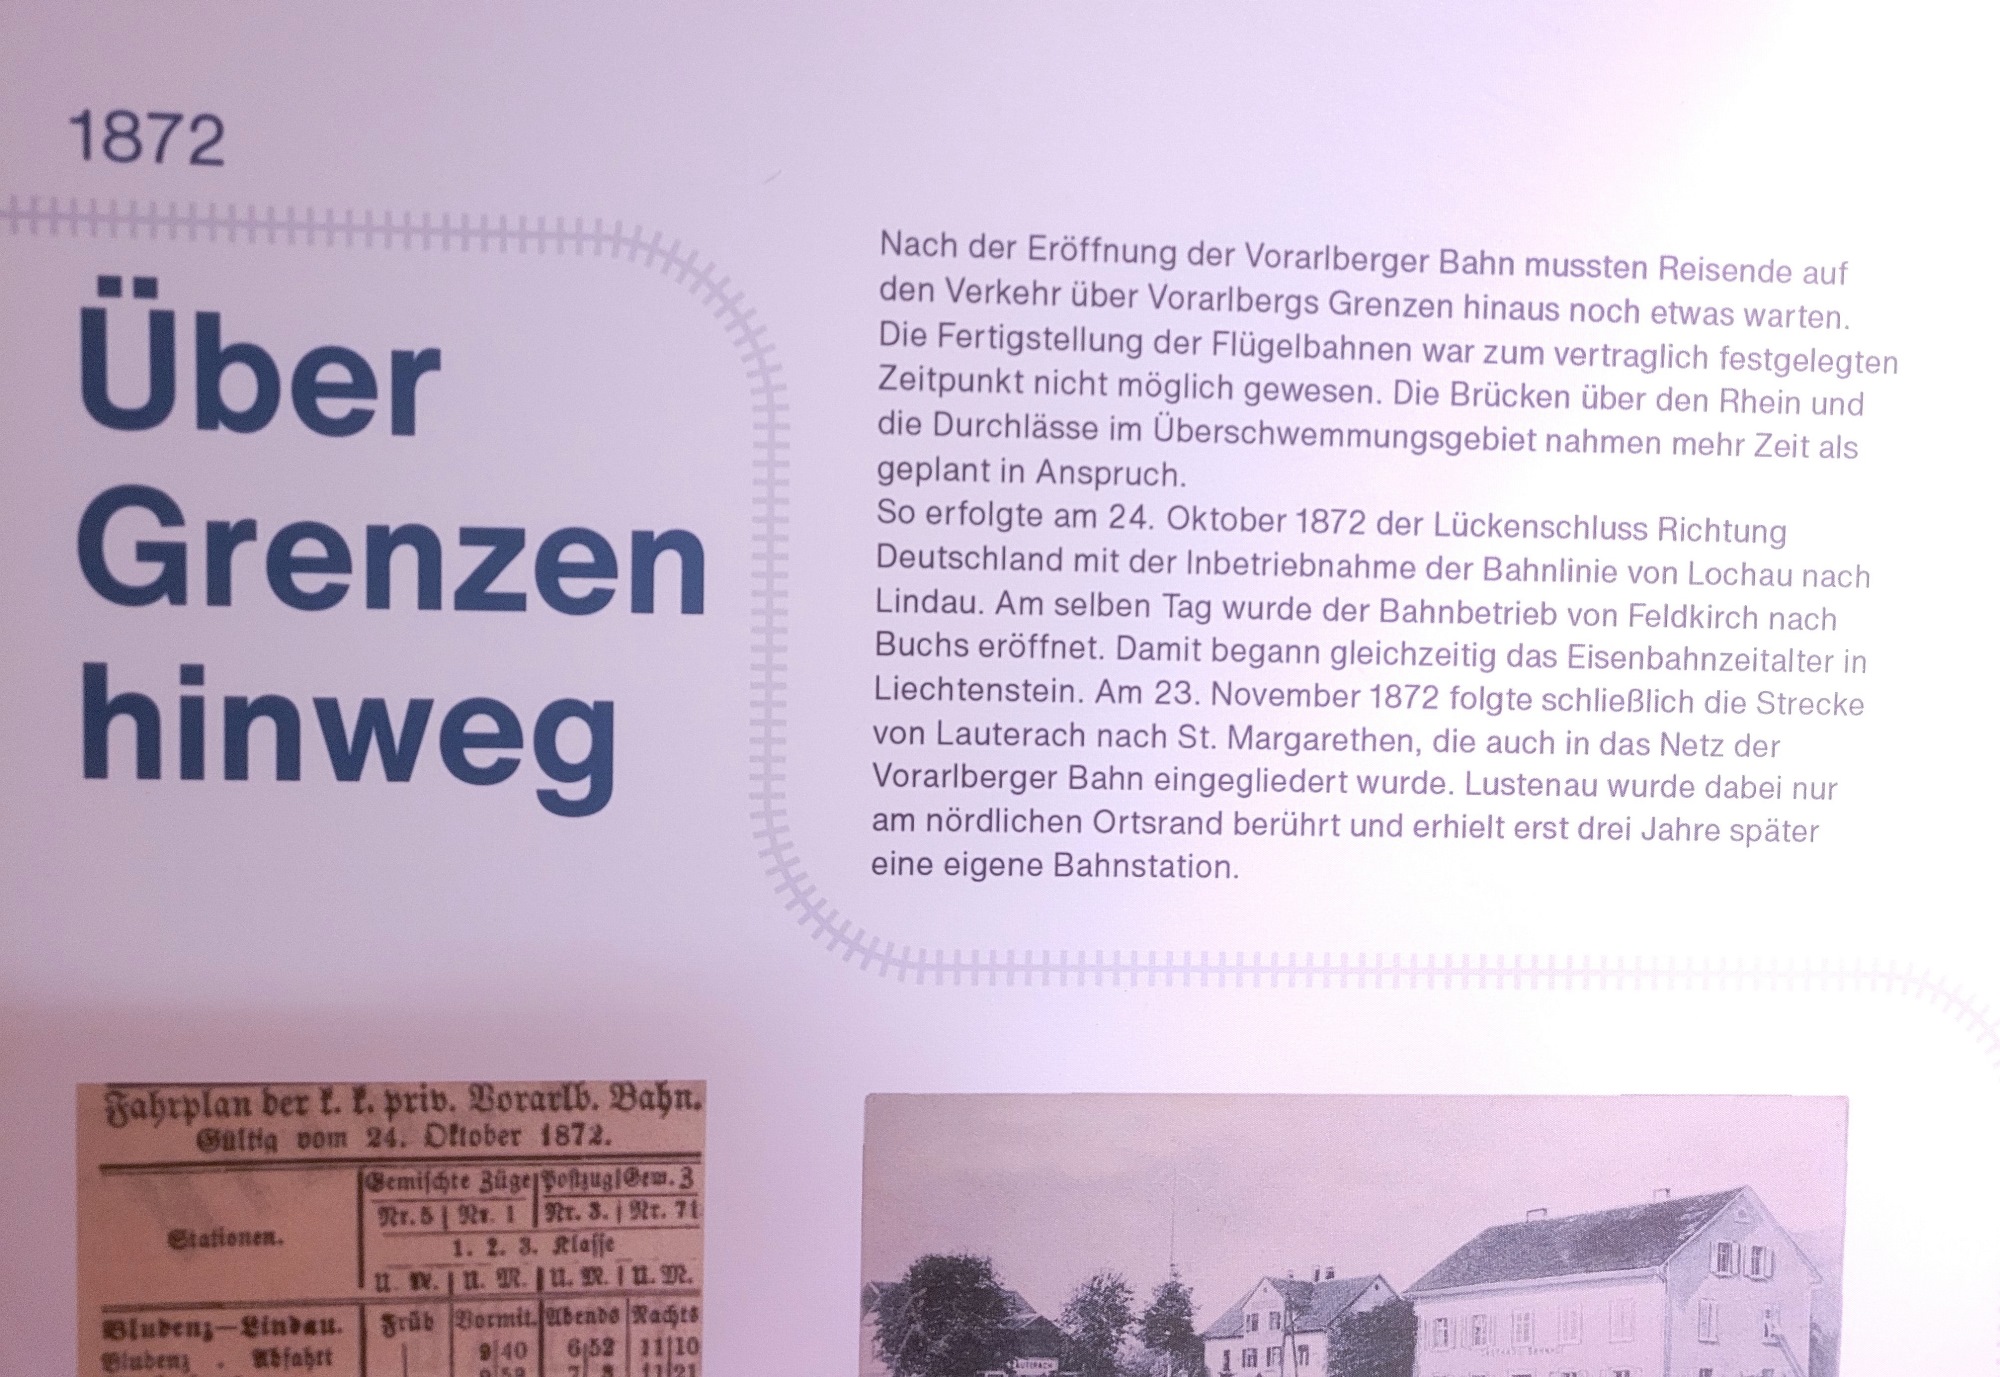 1872
Über
Grenzen
hinweg
Nach der Eröffnung der Vorarlberger Bahn mussten Reisende auf
den Verkehr über Vorarlbergs Grenzen hinaus noch etwas warten.
Die Fertigstellung der Flügelbahnen war zum vertraglich festgelegten
Zeitpunkt nicht möglich gewesen. Die Brücken über den Rhein und
die Durchlässe im Überschwemmungsgebiet nahmen mehr Zeit als
geplant in Anspruch.
So erfolgte am 24. Oktober 1872 der Lückenschluss Richtung
Deutschland mit der Inbetriebnahme der Bahnlinie von Lochau nach
Lindau. Am selben Tag wurde der Bahnbetrieb von Feldkirch nach
Buchs eröffnet. Damit begann gleichzeitig das Eisenbahnzeitalter in
Liechtenstein. Am 23. November 1872 folgte schließlich die Strecke
von Lauterach nach St. Margarethen, die auch in das Netz der
Vorarlberger Bahn eingegliedert wurde. Lustenau wurde dabei nur
am nördlichen Ortsrand berührt und erhielt erst drei Jahre später
eine eigene Bahnstation.
Fahrplan der k. k. priv. Vorarlb. Bahn.
Gültig vom 24. Oktober 1872.
Gemischte Züge Postzug Gem. Z
Stationen.
Nr. 5 Nr. 1 Nr. 3. Nr. 71
1. 2. 3. Klasse
U. M. U. M. U. M. U. M.
Bludenz—Lindau. Früh Vormit. Abends Nachts
Bludenz . Abfahrt 9 40 6 52 11 10
LAUTERACH